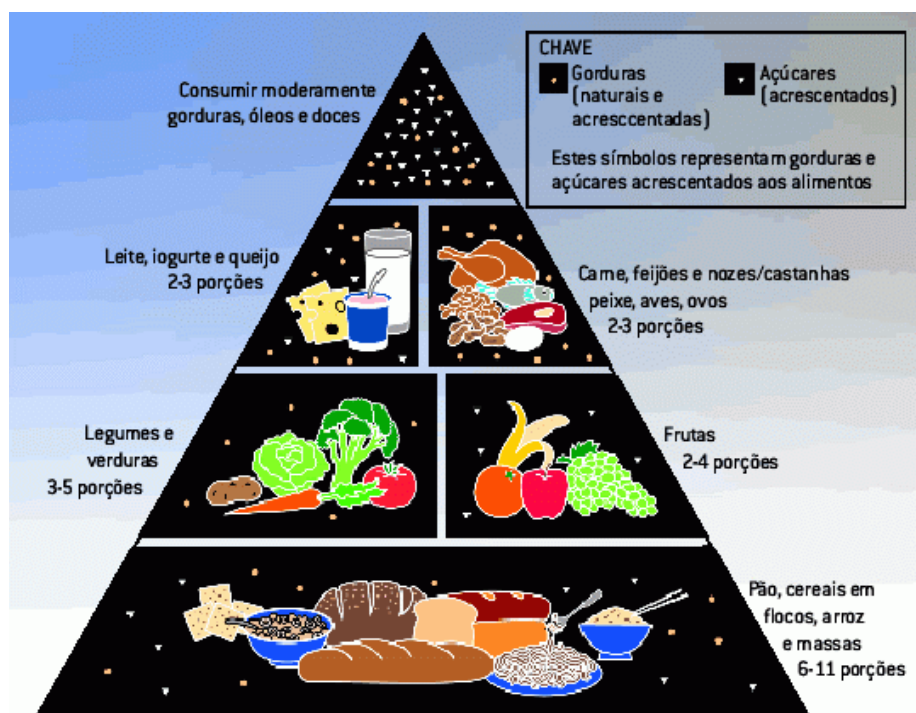 CHAVE
Gorduras
(naturais e
acresccentadas)
Açúcares
(acrescentados)
Estes símbolos representam gorduras e
açúcares acrescentados aos alimentos
Consumir moderamente
gorduras, óleos e doces
Leite, iogurte e queijo
2-3 porções
Carne, feijões e nozes/castanhas
peixe, aves, ovos
2-3 porções
Legumes e
verduras
3-5 porções
Frutas
2-4 porções
Pão, cereais em
flocos, arroz
e massas
6-11 porções